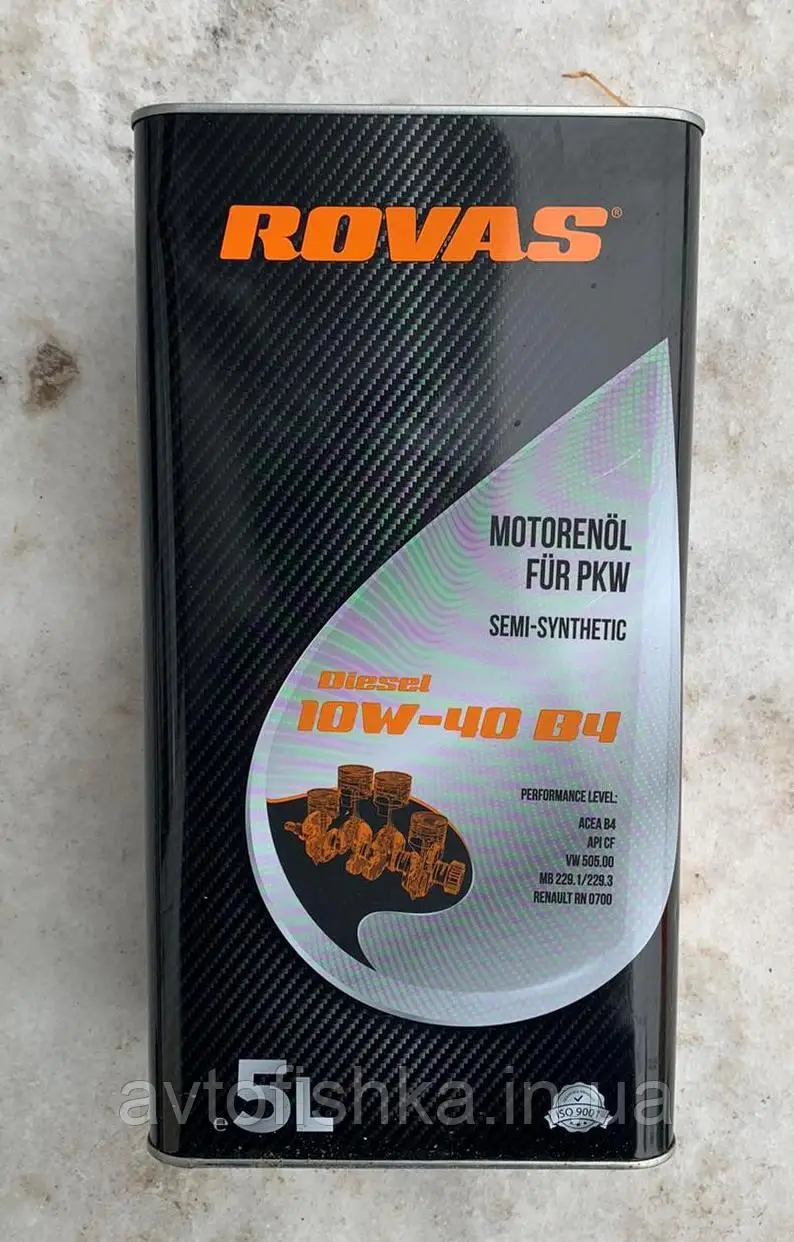 ROVAS®
MOTORENÖL
FÜR PKW
SEMI-SYNTHETIC
Diesel
10W-40 B4
PERFORMANCE LEVEL:
ACEA B4
API CF
VW 505.00
MB 229.1/229.3
RENAULT RN 0700
e 5L
avtofishka.in.ua
ISO 9001